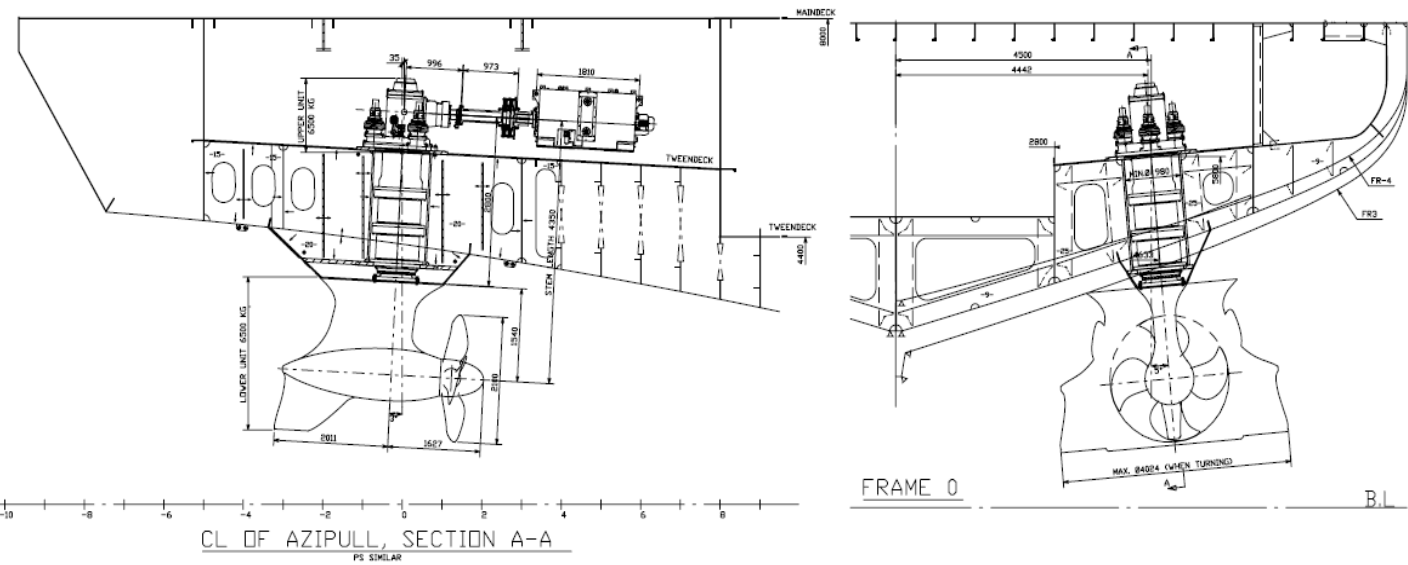 MAINDECK
8000
35
996
973
1810
UPPER UNIT
6500 KG
TWEENDECK
-15-
-15-
-15-
2800
-20-
-20-
STEM LENGTH 4350
TWEENDECK
4400
LOWER UNIT 6500 KG
1540
2100
2011
1627
-10
-8
-6
-4
-2
0
2
4
6
8
CL OF AZIPULL, SECTION A-A
PS SIMILAR
4500
A
4442
2800
MIN.Ø1980
5800
-9-
FR-4
FR3
-25-
-9-
MAX. Ø4024 (WHEN TURNING)
A
FRAME 0
B.L